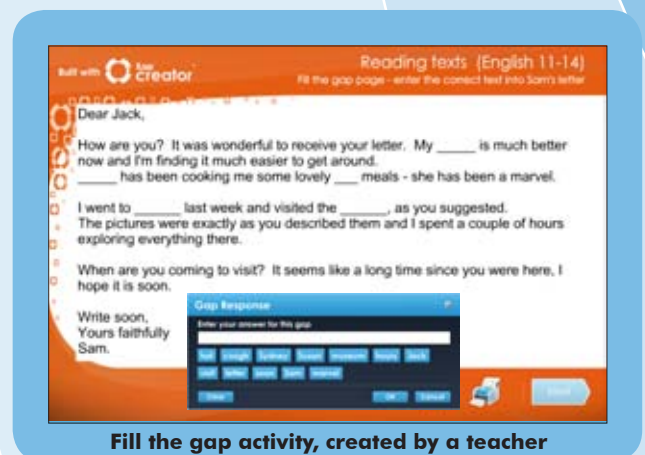 Built with creator
Reading texts (English 11-14)
Fill the gap page - enter the correct text into Sam's letter
Dear Jack,
How are you? It was wonderful to receive your letter. My _____ is much better
now and I'm finding it much easier to get around.
_____ has been cooking me some lovely ___ meals - she has been a marvel.
I went to ______ last week and visited the ______, as you suggested.
The pictures were exactly as you described them and I spent a couple of hours
exploring everything there.
When are you coming to visit? It seems like a long time since you were here, I
hope it is soon.
Write soon,
Yours faithfully
Sam.
Gap Response
Enter your answer for this gap
hot cough Sydney Susan museum hours Jack
visit letter soon Sam marvel
Clear OK Cancel
Fill the gap activity, created by a teacher